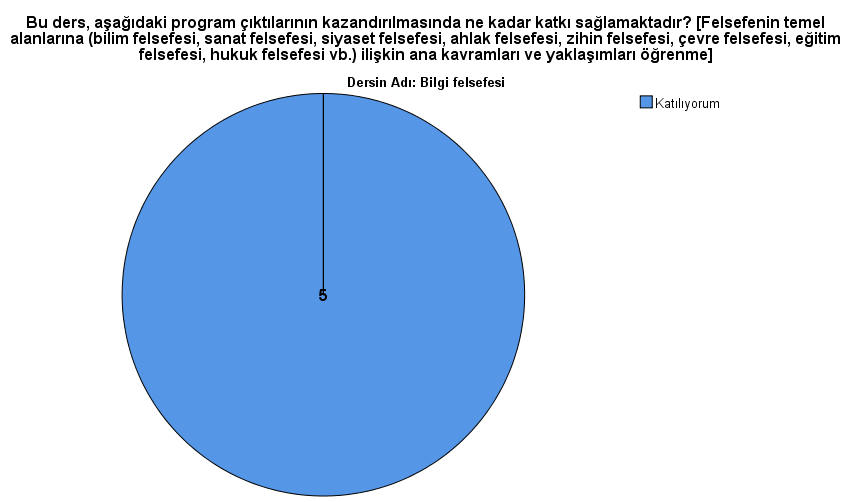 Bu ders, aşağıdaki program çıktılarının kazandırılmasında ne kadar katkı sağlamaktadır? [Felsefenin temel
alanlarına (bilim felsefesi, sanat felsefesi, siyaset felsefesi, ahlak felsefesi, zihin felsefesi, çevre felsefesi, eğitim
felsefesi, hukuk felsefesi vb.) ilişkin ana kavramları ve yaklaşımları öğrenme]
Dersin Adı: Bilgi felsefesi
Katılıyorum
5